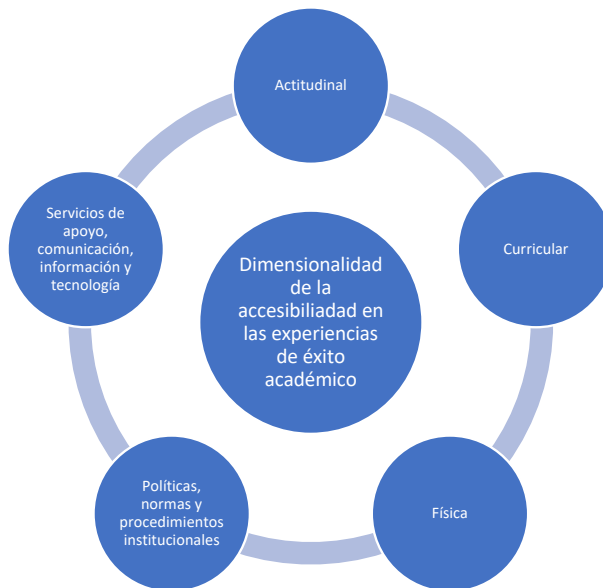 Actitudinal
Servicios de
apoyo,
comunicación,
información y
tecnología
Curricular
Dimensionalidad
de la
accesibiliadad en
las experiencias
de éxito
académico
Políticas,
normas y
procedimientos
institucionales
Física